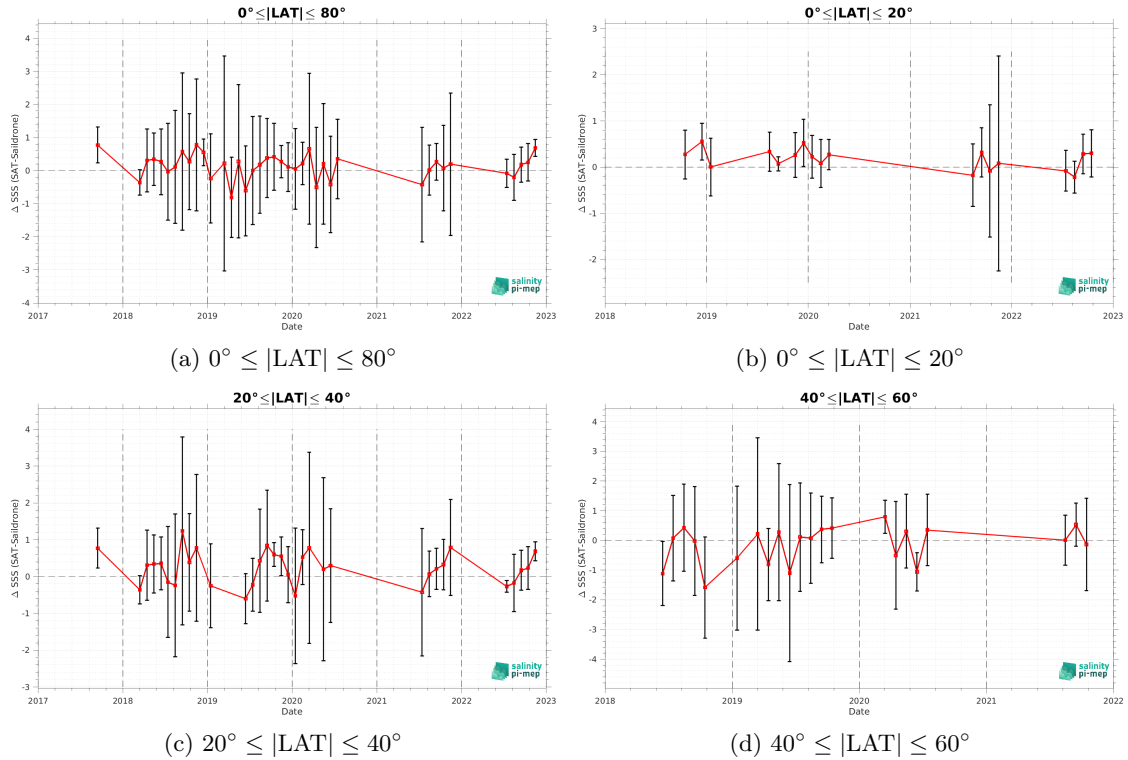 0°≤|LAT|≤ 80°
Δ SSS (SAT-Saildrone)
4
3
2
1
0
-1
-2
-3
-4
2017
2018
2019
2020
2021
2022
2023
Date
salinity
pi-mep
(a) 0° ≤ |LAT| ≤ 80°
0°≤|LAT|≤ 20°
Δ SSS (SAT-Saildrone)
3
2
1
0
-1
-2
2019
2020
2021
2022
2023
Date
salinity
pi-mep
(b) 0° ≤ |LAT| ≤ 20°
20°≤|LAT|≤ 40°
Δ SSS (SAT-Saildrone)
4
3
2
1
0
-1
-2
-3
2017
2018
2019
2020
2021
2022
2023
Date
salinity
pi-mep
(c) 20° ≤ |LAT| ≤ 40°
40°≤|LAT|≤ 60°
Δ SSS (SAT-Saildrone)
4
3
2
1
0
-1
-2
-3
-4
2018
2019
2020
2021
2022
Date
salinity
pi-mep
(d) 40° ≤ |LAT| ≤ 60°